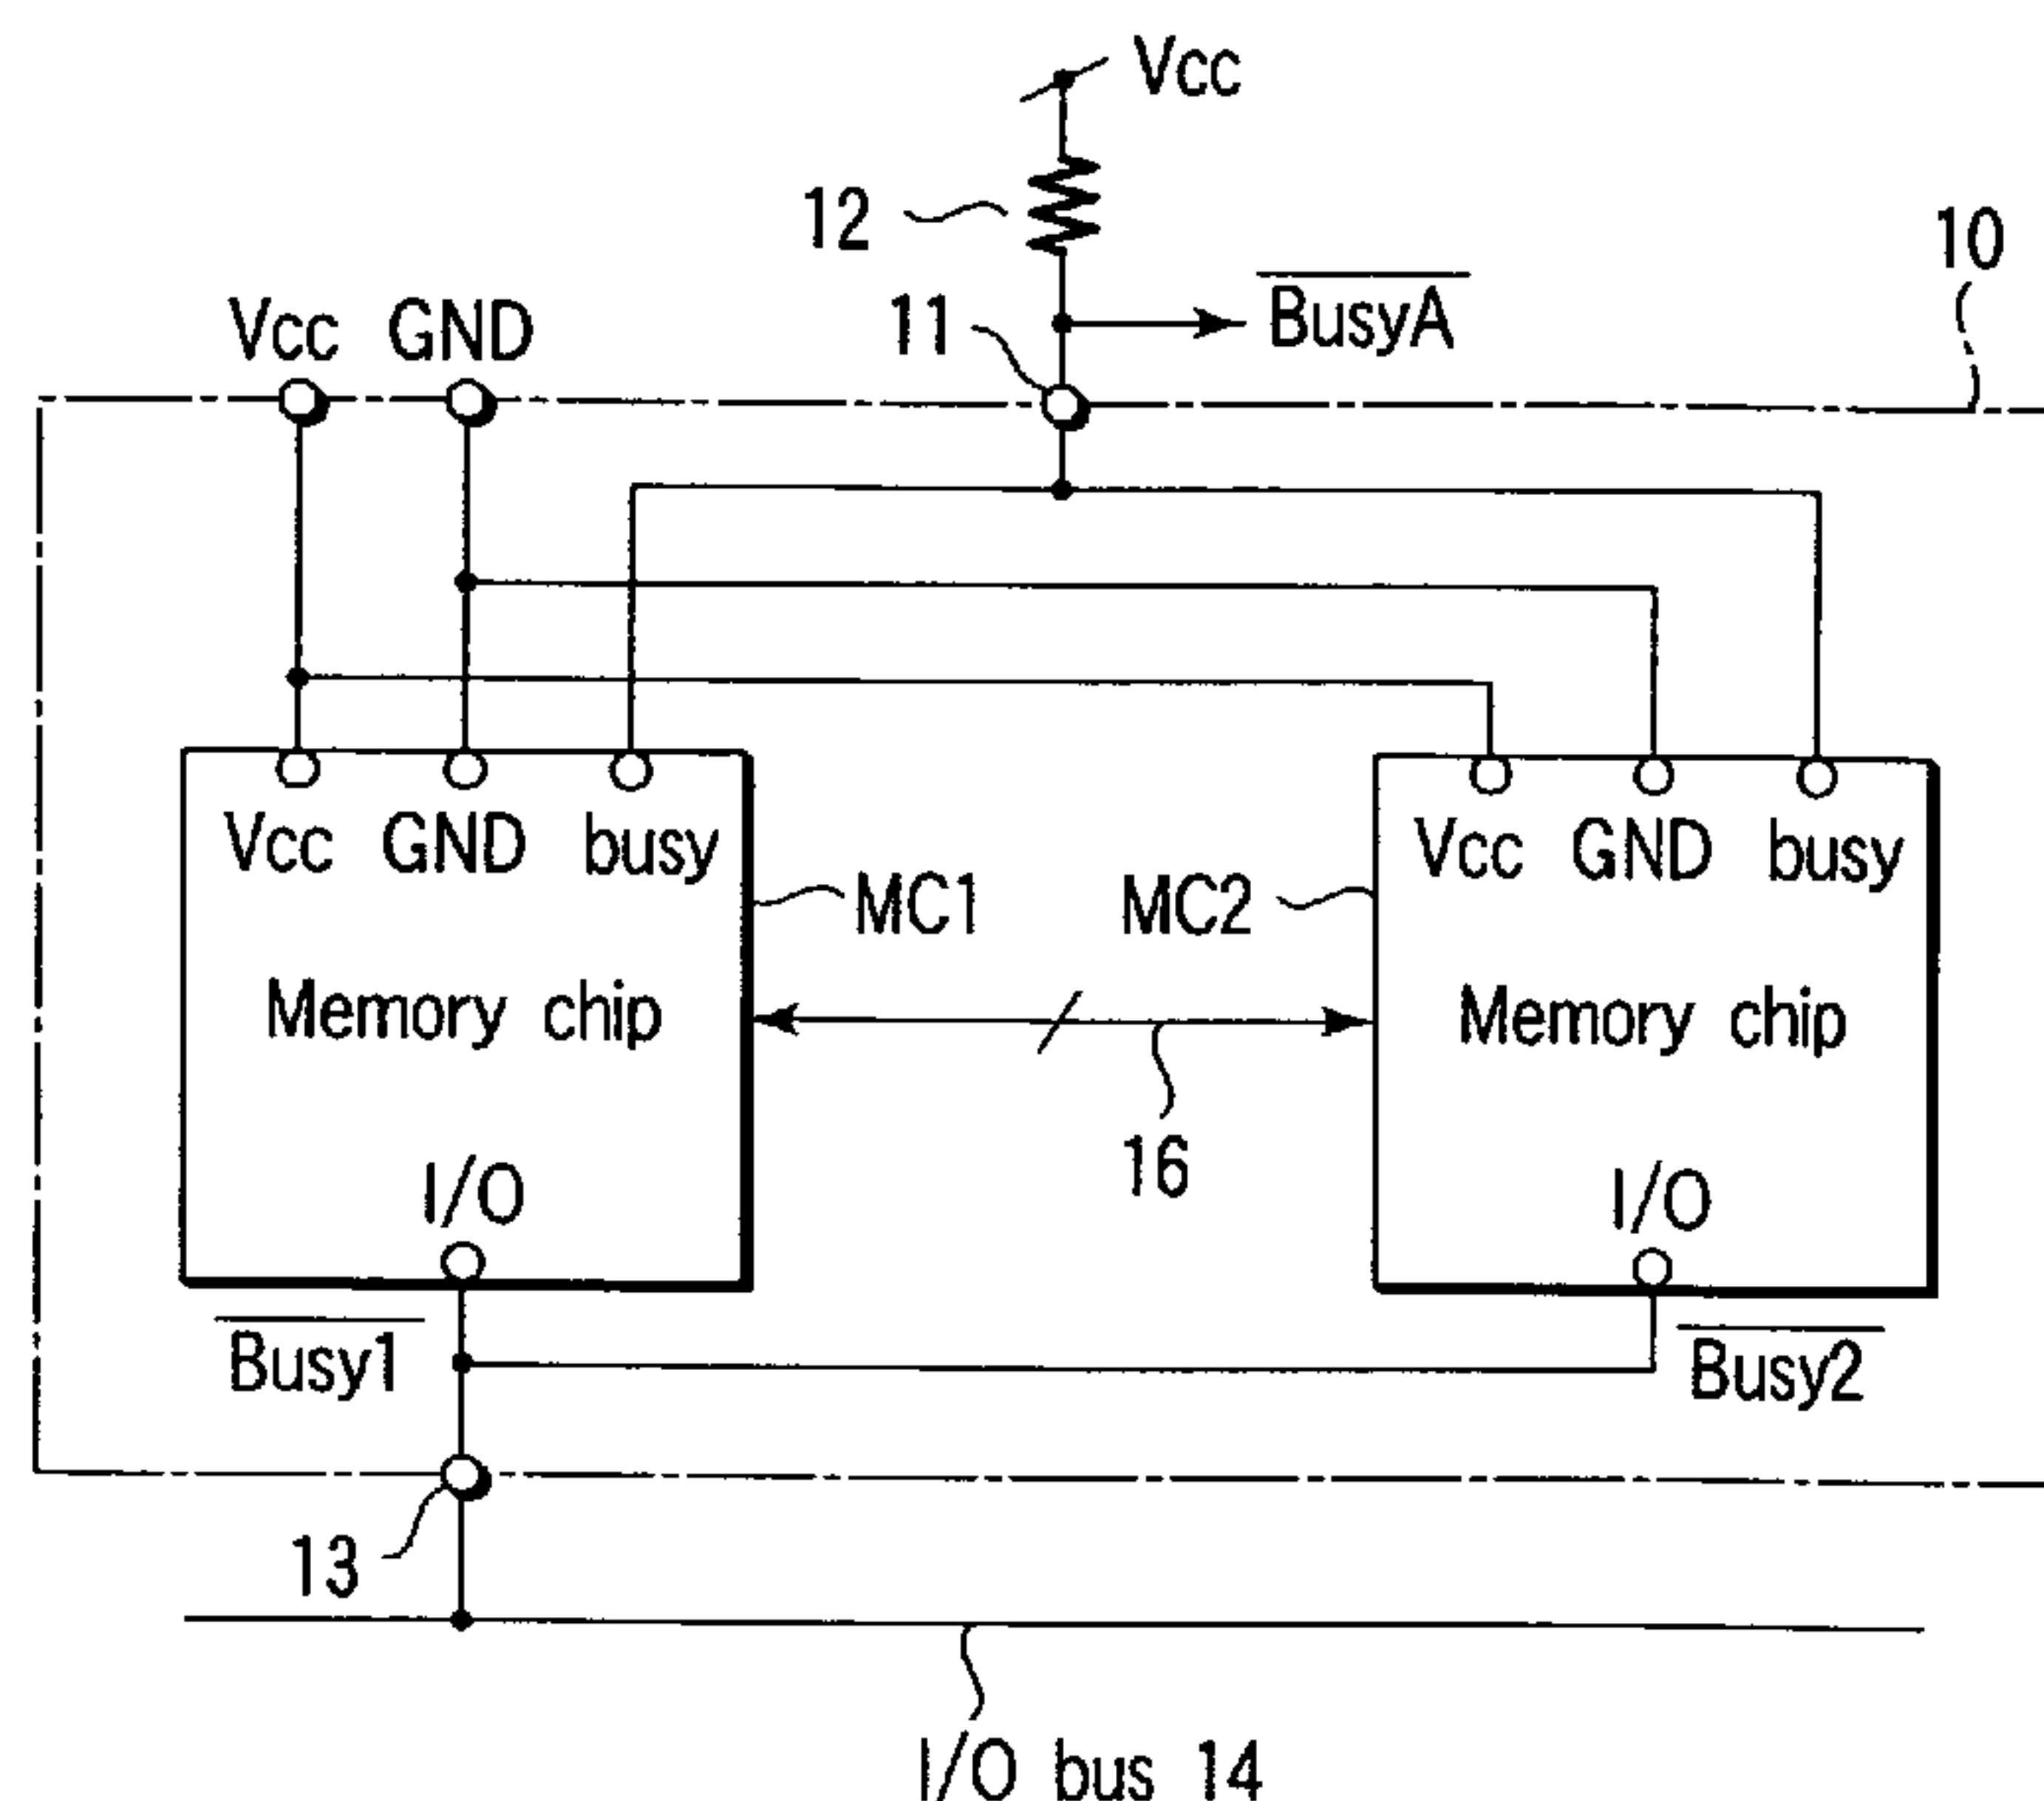 Vcc
12
10
11
BusyA
Vcc GND
Vcc GND busy
MC1
MC2
Vcc GND busy
Memory chip
Memory chip
16
I/O
I/O
Busy1
Busy2
13
I/O bus 14